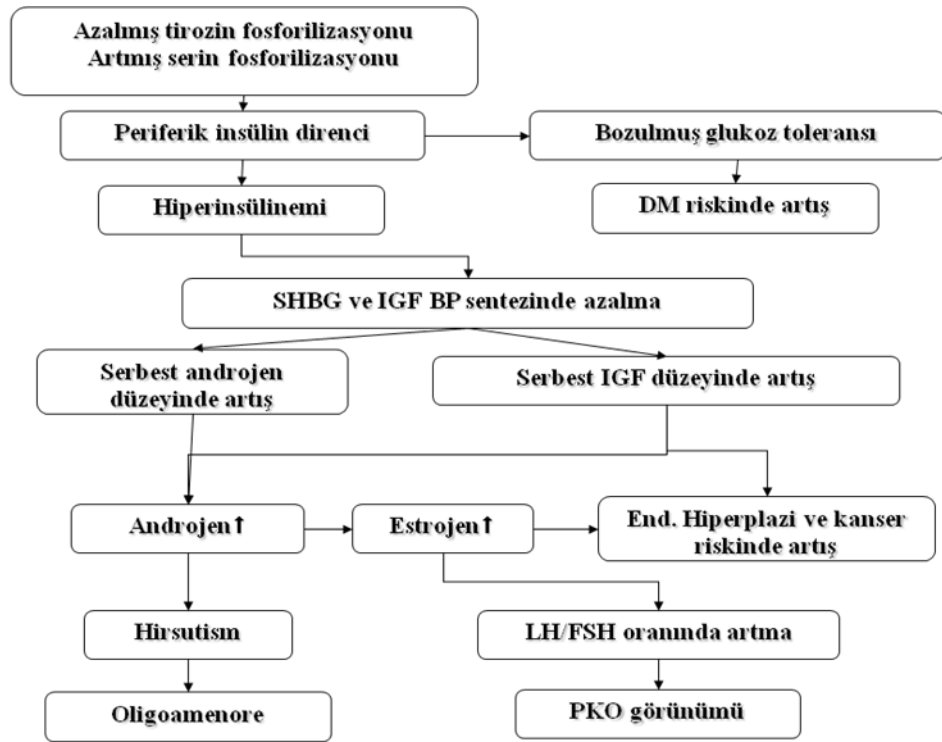 Azalmış tirozin fosforilizasyonu
Artmış serin fosforilizasyonu
Periferik insülin direnci
Bozulmuş glukoz toleransı
Hiperinsülinemi
DM riskinde artış
SHBG ve IGF BP sentezinde azalma
Serbest androjen
düzeyinde artış
Serbest IGF düzeyinde artış
Androjen↑
Estrojen↑
End. Hiperplazi ve kanser
riskinde artış
Hirsutism
LH/FSH oranında artma
Oligoamenore
PKO görünümü